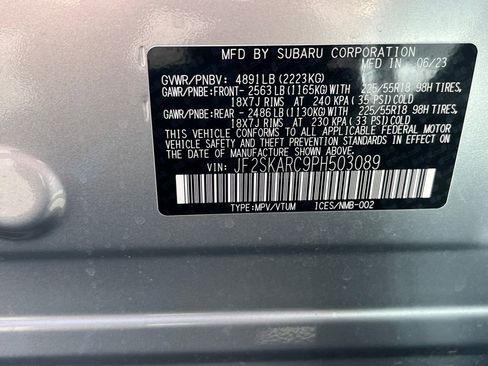 MFD BY SUBARU CORPORATION
MFD IN 06/23
GVWR/PNBV: 4891LB (2223KG)
GAWR/PNBE:FRONT- 2563LB (1165KG) WITH/AVEC 225/55R18 98H TIRES,
18X7J RIMS AT 240 KPA (35 PSI) COLD
GAWR/PNBE:REAR - 2486LB (1130KG) WITH/AVEC 225/55R18 98H TIRES,
18X7J RIMS AT 230 KPA (33 PSI) COLD
THIS VEHICLE CONFORMS TO ALL APPLICABLE FEDERAL MOTOR
VEHICLE SAFETY AND THEFT PREVENTION STANDARDS
IN EFFECT ON THE DATE OF MANUFACTURE SHOWN ABOVE.
VIN: JF2SKARC9PH503089
TYPE:MPV/VTUM ICES/NMB-002